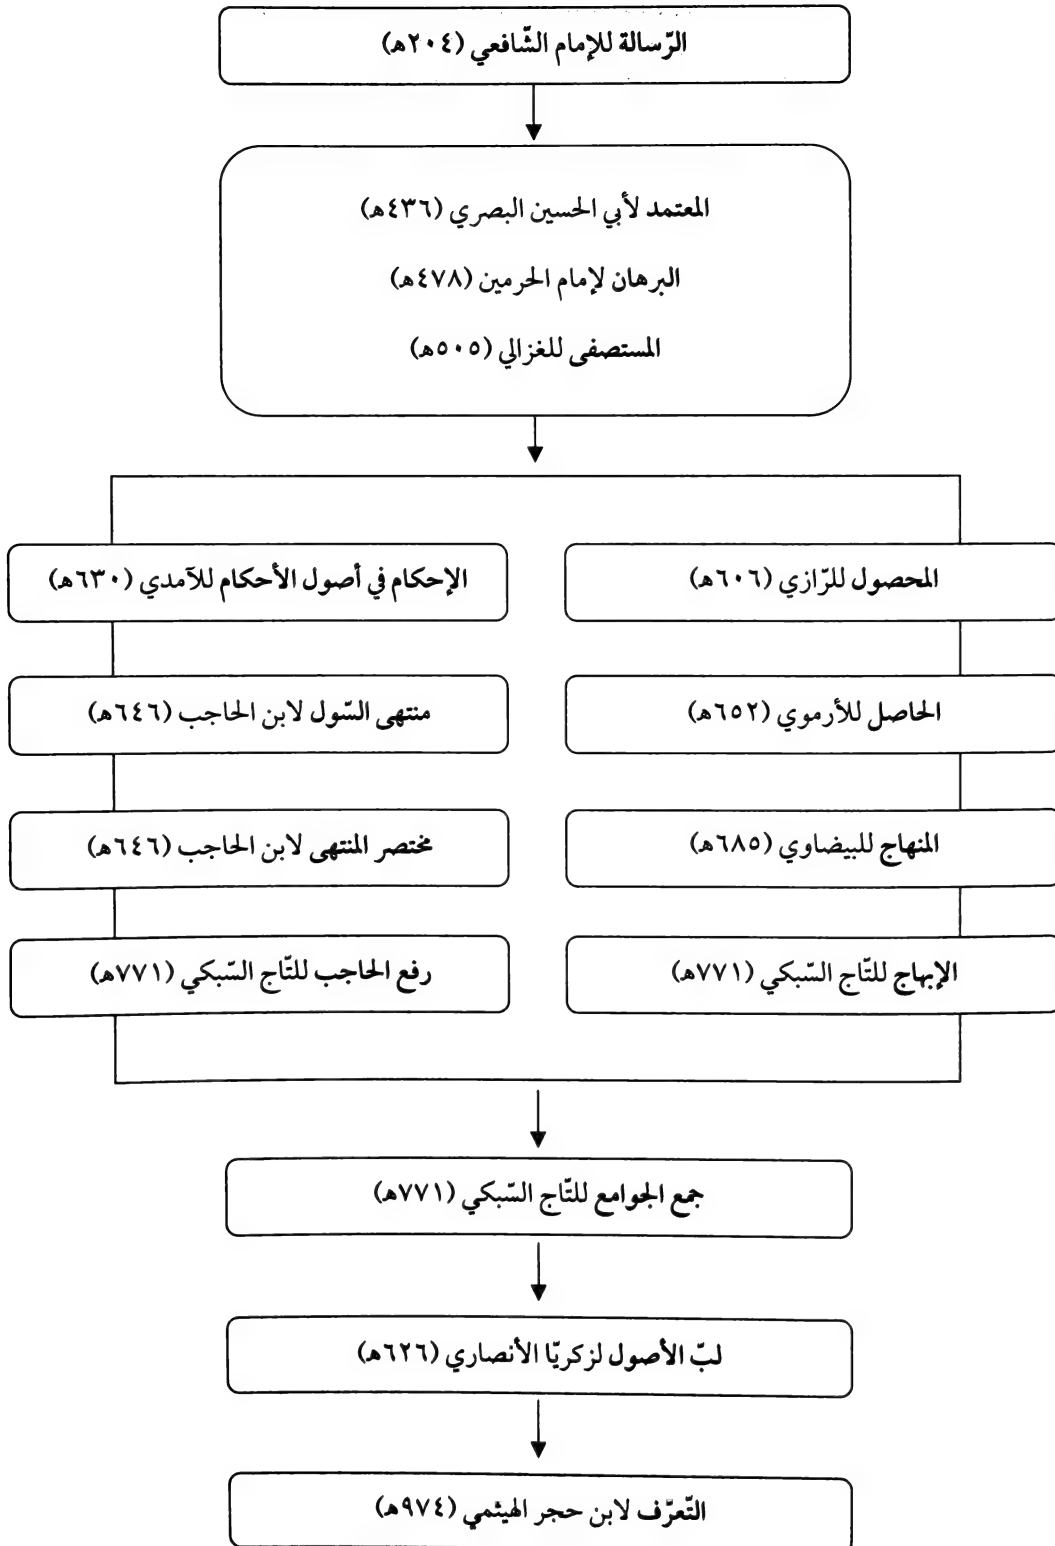 الرّسالة للإمام الشّافعي (٢٠٤هـ)
المعتمد لأبي الحسين البصري (٤٣٦هـ)
البرهان لإمام الحرمين (٤٧٨هـ)
المستصفى للغزالي (٥٠٥هـ)
المحصول للرّازي (٦٠٦هـ)
الإحكام في أصول الأحكام للآمدي (٦٣٠هـ)
الحاصل للأرموي (٦٥٢هـ)
منتهى السّول لابن الحاجب (٦٤٦هـ)
المنهاج للبيضاوي (٦٨٥هـ)
مختصر المنتهى لابن الحاجب (٦٤٦هـ)
الإبهاج للتّاج السّبكي (٧٧١هـ)
رفع الحاجب للتّاج السّبكي (٧٧١هـ)
جمع الجوامع للتّاج السّبكي (٧٧١هـ)
لبّ الأصول لزكريّا الأنصاري (٦٢٦هـ)
التّعرّف لابن حجر الهيثمي (٩٧٤هـ)